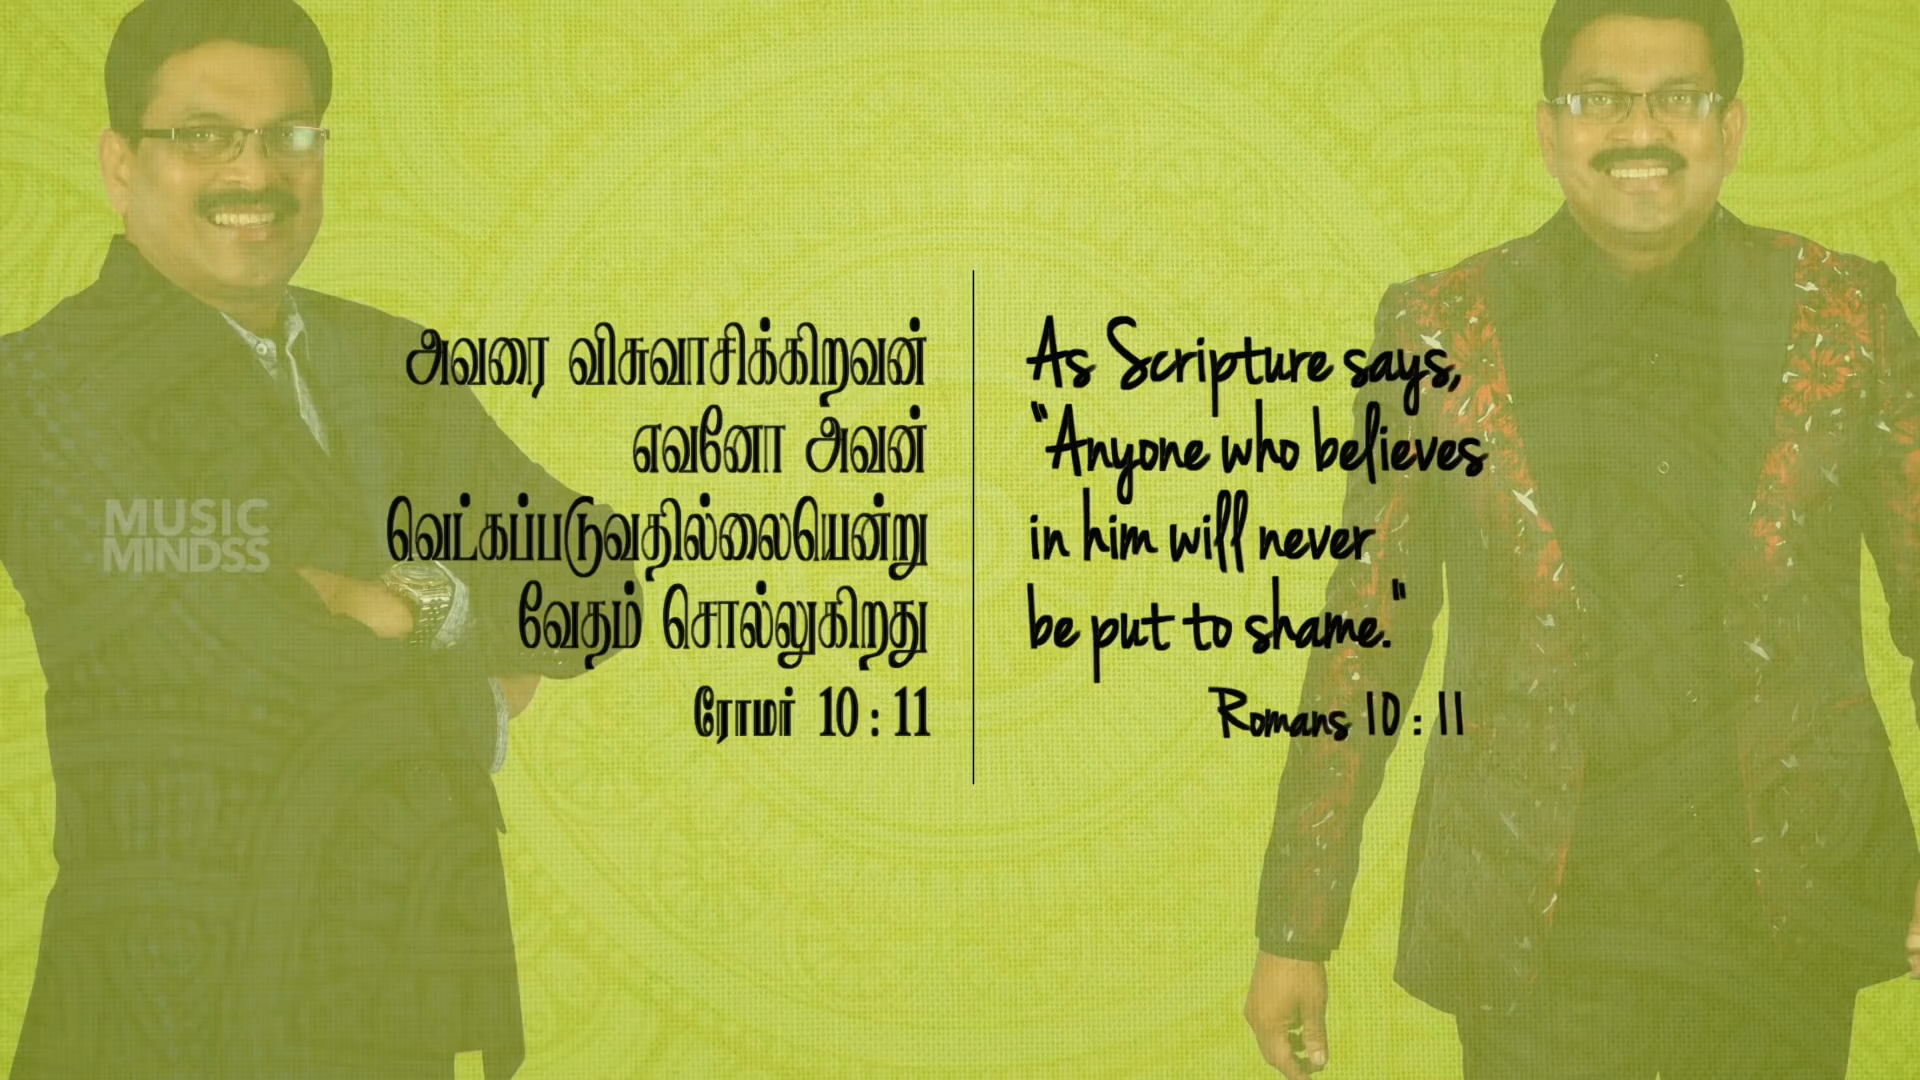 அவரை விசுவாசிக்கிறவன்
எவனோ அவன்
வெட்கப்படுவதில்லையென்று
வேதம் சொல்லுகிறது
ரோமர் 10 : 11
As Scripture says,
"Anyone who believes
in him will never
be put to shame."
Romans 10 : 11
MUSIC
MINDSS